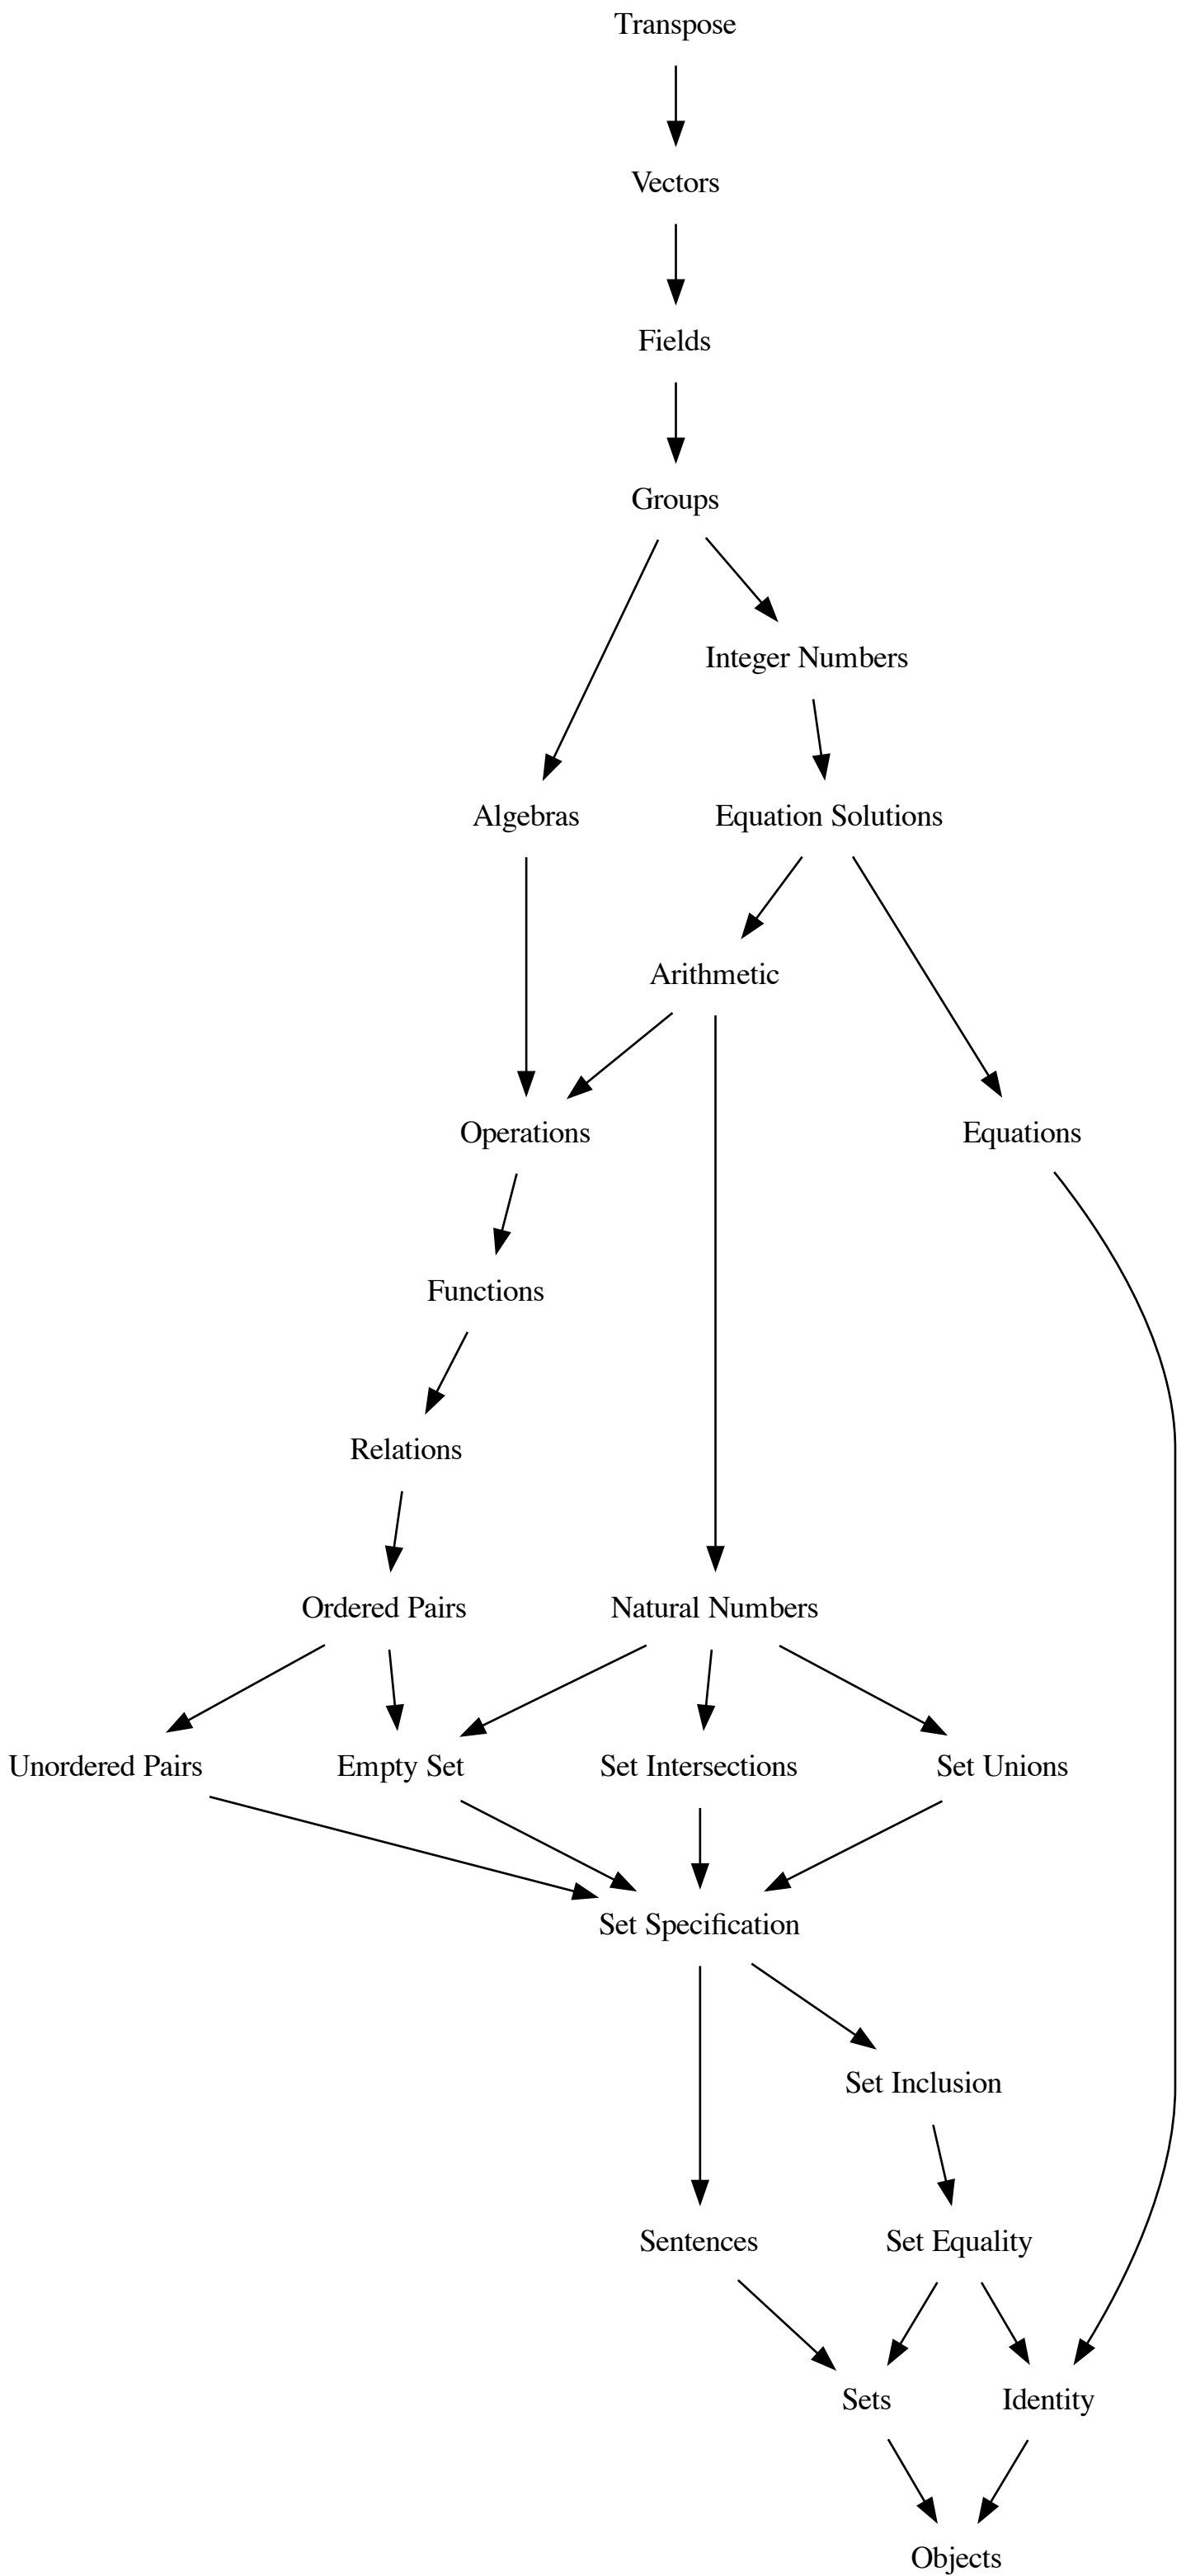 Transpose
Vectors
Fields
Groups
Integer Numbers
Algebras
Equation Solutions
Arithmetic
Operations
Equations
Functions
Relations
Ordered Pairs
Natural Numbers
Unordered Pairs
Empty Set
Set Intersections
Set Unions
Set Specification
Set Inclusion
Sentences
Set Equality
Sets
Identity
Objects